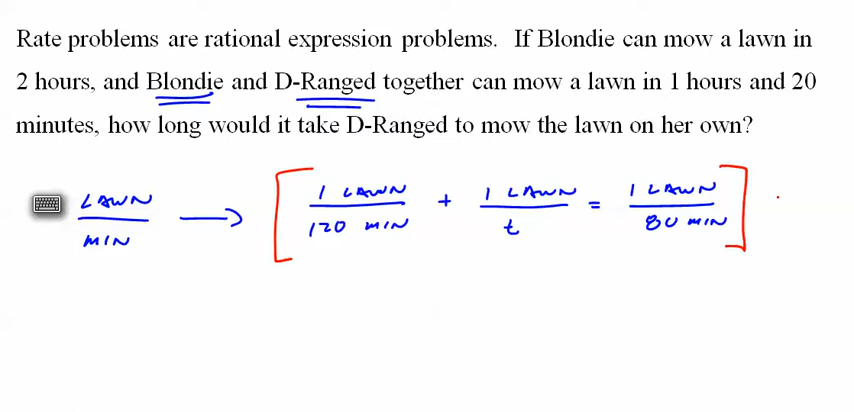 Rate problems are rational expression problems. If Blondie can mow a lawn in
2 hours, and Blondie and D-Ranged together can mow a lawn in 1 hours and 20
minutes, how long would it take D-Ranged to mow the lawn on her own?
LAWN / MIN → [ 1 LAWN / 120 MIN + 1 LAWN / t = 1 LAWN / 80 MIN ] .